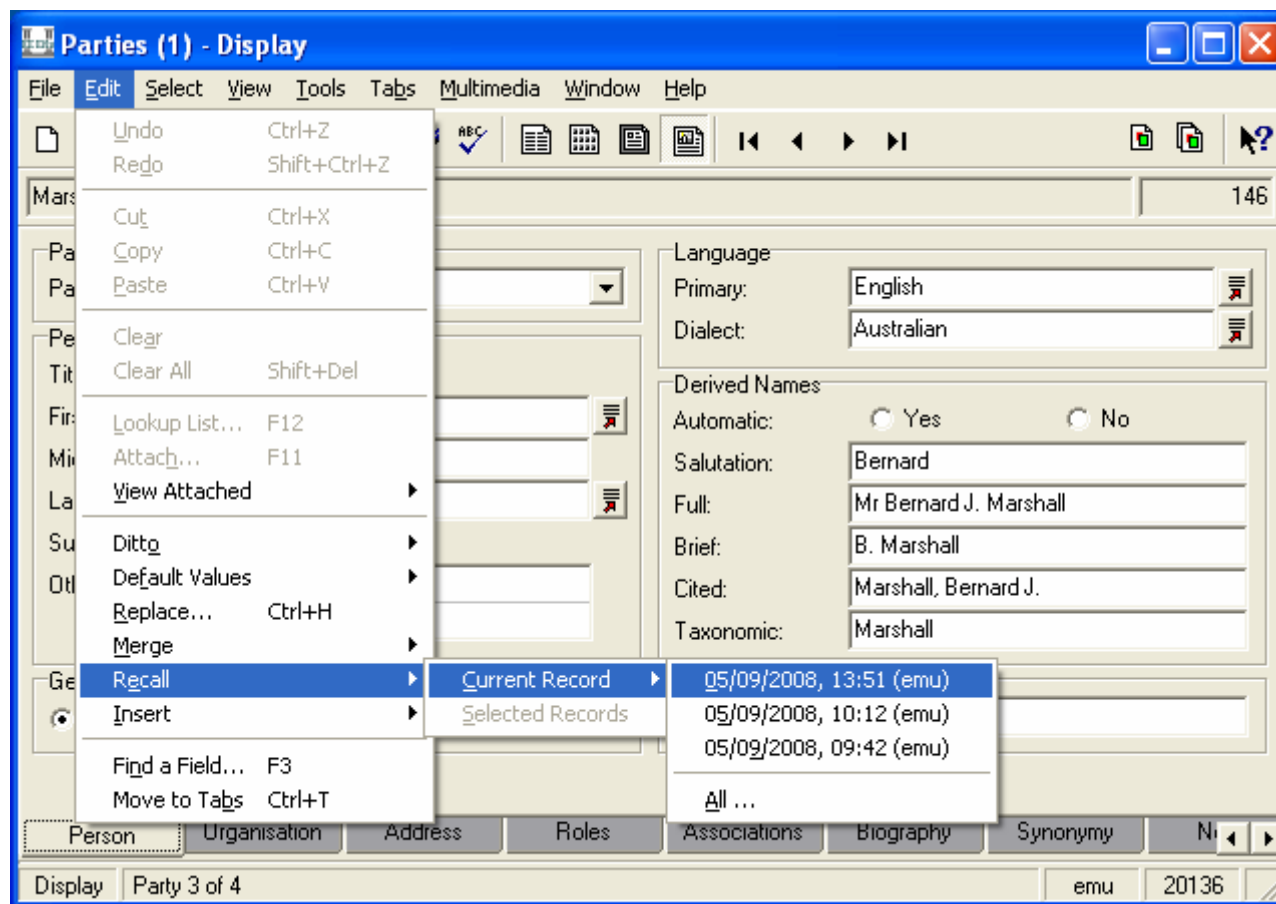 Parties (1) - Display
File Edit Select View Tools Tabs Multimedia Window Help
Undo Ctrl+Z
Redo Shift+Ctrl+Z
ABC
146
Cut Ctrl+X
Copy Ctrl+C
Paste Ctrl+V
Clear
Clear All Shift+Del
Lookup List... F12
Attach... F11
View Attached
Ditto
Default Values
Replace... Ctrl+H
Merge
Recall
Insert
Find a Field... F3
Move to Tabs Ctrl+T
Current Record
Selected Records
05/09/2008, 13:51 (emu)
05/09/2008, 10:12 (emu)
05/09/2008, 09:42 (emu)
All ...
Language
Primary: English
Dialect: Australian
Derived Names
Automatic: Yes No
Salutation: Bernard
Full: Mr Bernard J. Marshall
Brief: B. Marshall
Cited: Marshall, Bernard J.
Taxonomic: Marshall
Person Organisation Address Roles Associations Biography Synonymy
Display Party 3 of 4 emu 20136